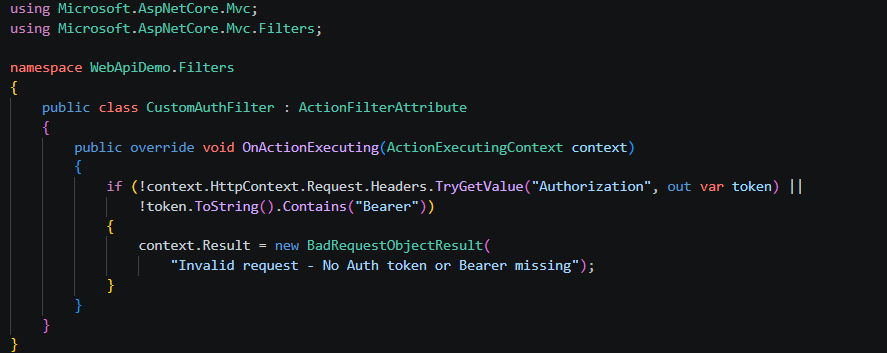 using Microsoft.AspNetCore.Mvc;
using Microsoft.AspNetCore.Mvc.Filters;
namespace WebApiDemo.Filters
{
public class CustomAuthFilter : ActionFilterAttribute
{
public override void OnActionExecuting(ActionExecutingContext context)
{
if (!context.HttpContext.Request.Headers.TryGetValue("Authorization", out var token) ||
!token.ToString().Contains("Bearer"))
{
context.Result = new BadRequestObjectResult(
"Invalid request - No Auth token or Bearer missing");
}
}
}
}